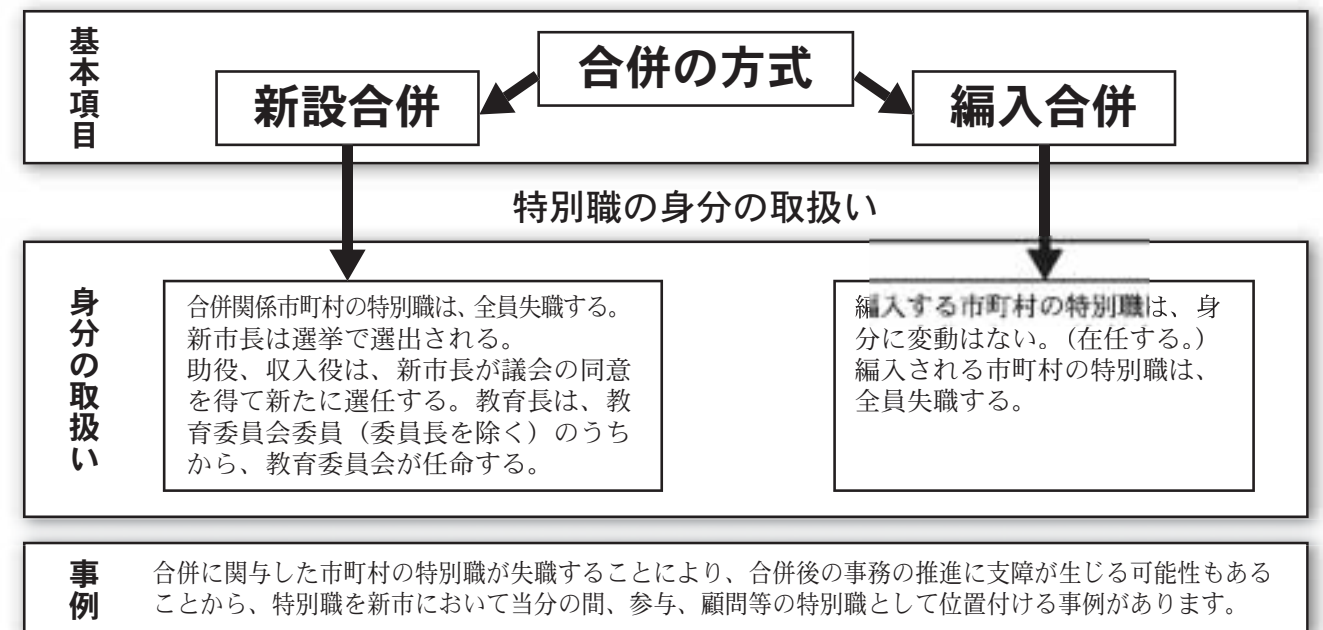 基本項目
合併の方式
新設合併
編入合併
特別職の身分の取扱い
身分の取扱い
合併関係市町村の特別職は、全員失職する。
新市長は選挙で選出される。
助役、収入役は、新市長が議会の同意
を得て新たに選任する。教育長は、教
育委員会委員（委員長を除く）のうち
から、教育委員会が任命する。
編入する市町村の特別職は、身
分に変動はない。（在任する。）
編入される市町村の特別職は、
全員失職する。
事例
合併に関与した市町村の特別職が失職することにより、合併後の事務の推進に支障が生じる可能性もある
ことから、特別職を新市において当分の間、参与、顧問等の特別職として位置付ける事例があります。